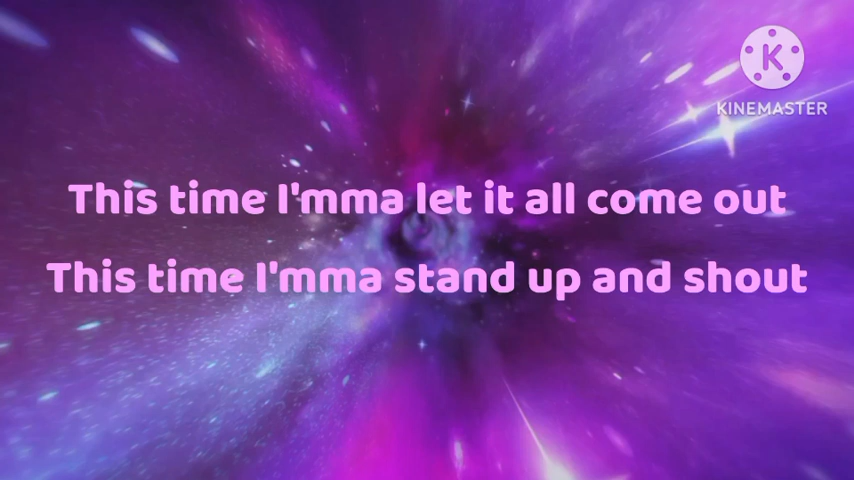 KINEMASTER
This time I'mma let it all come out
This time I'mma stand up and shout